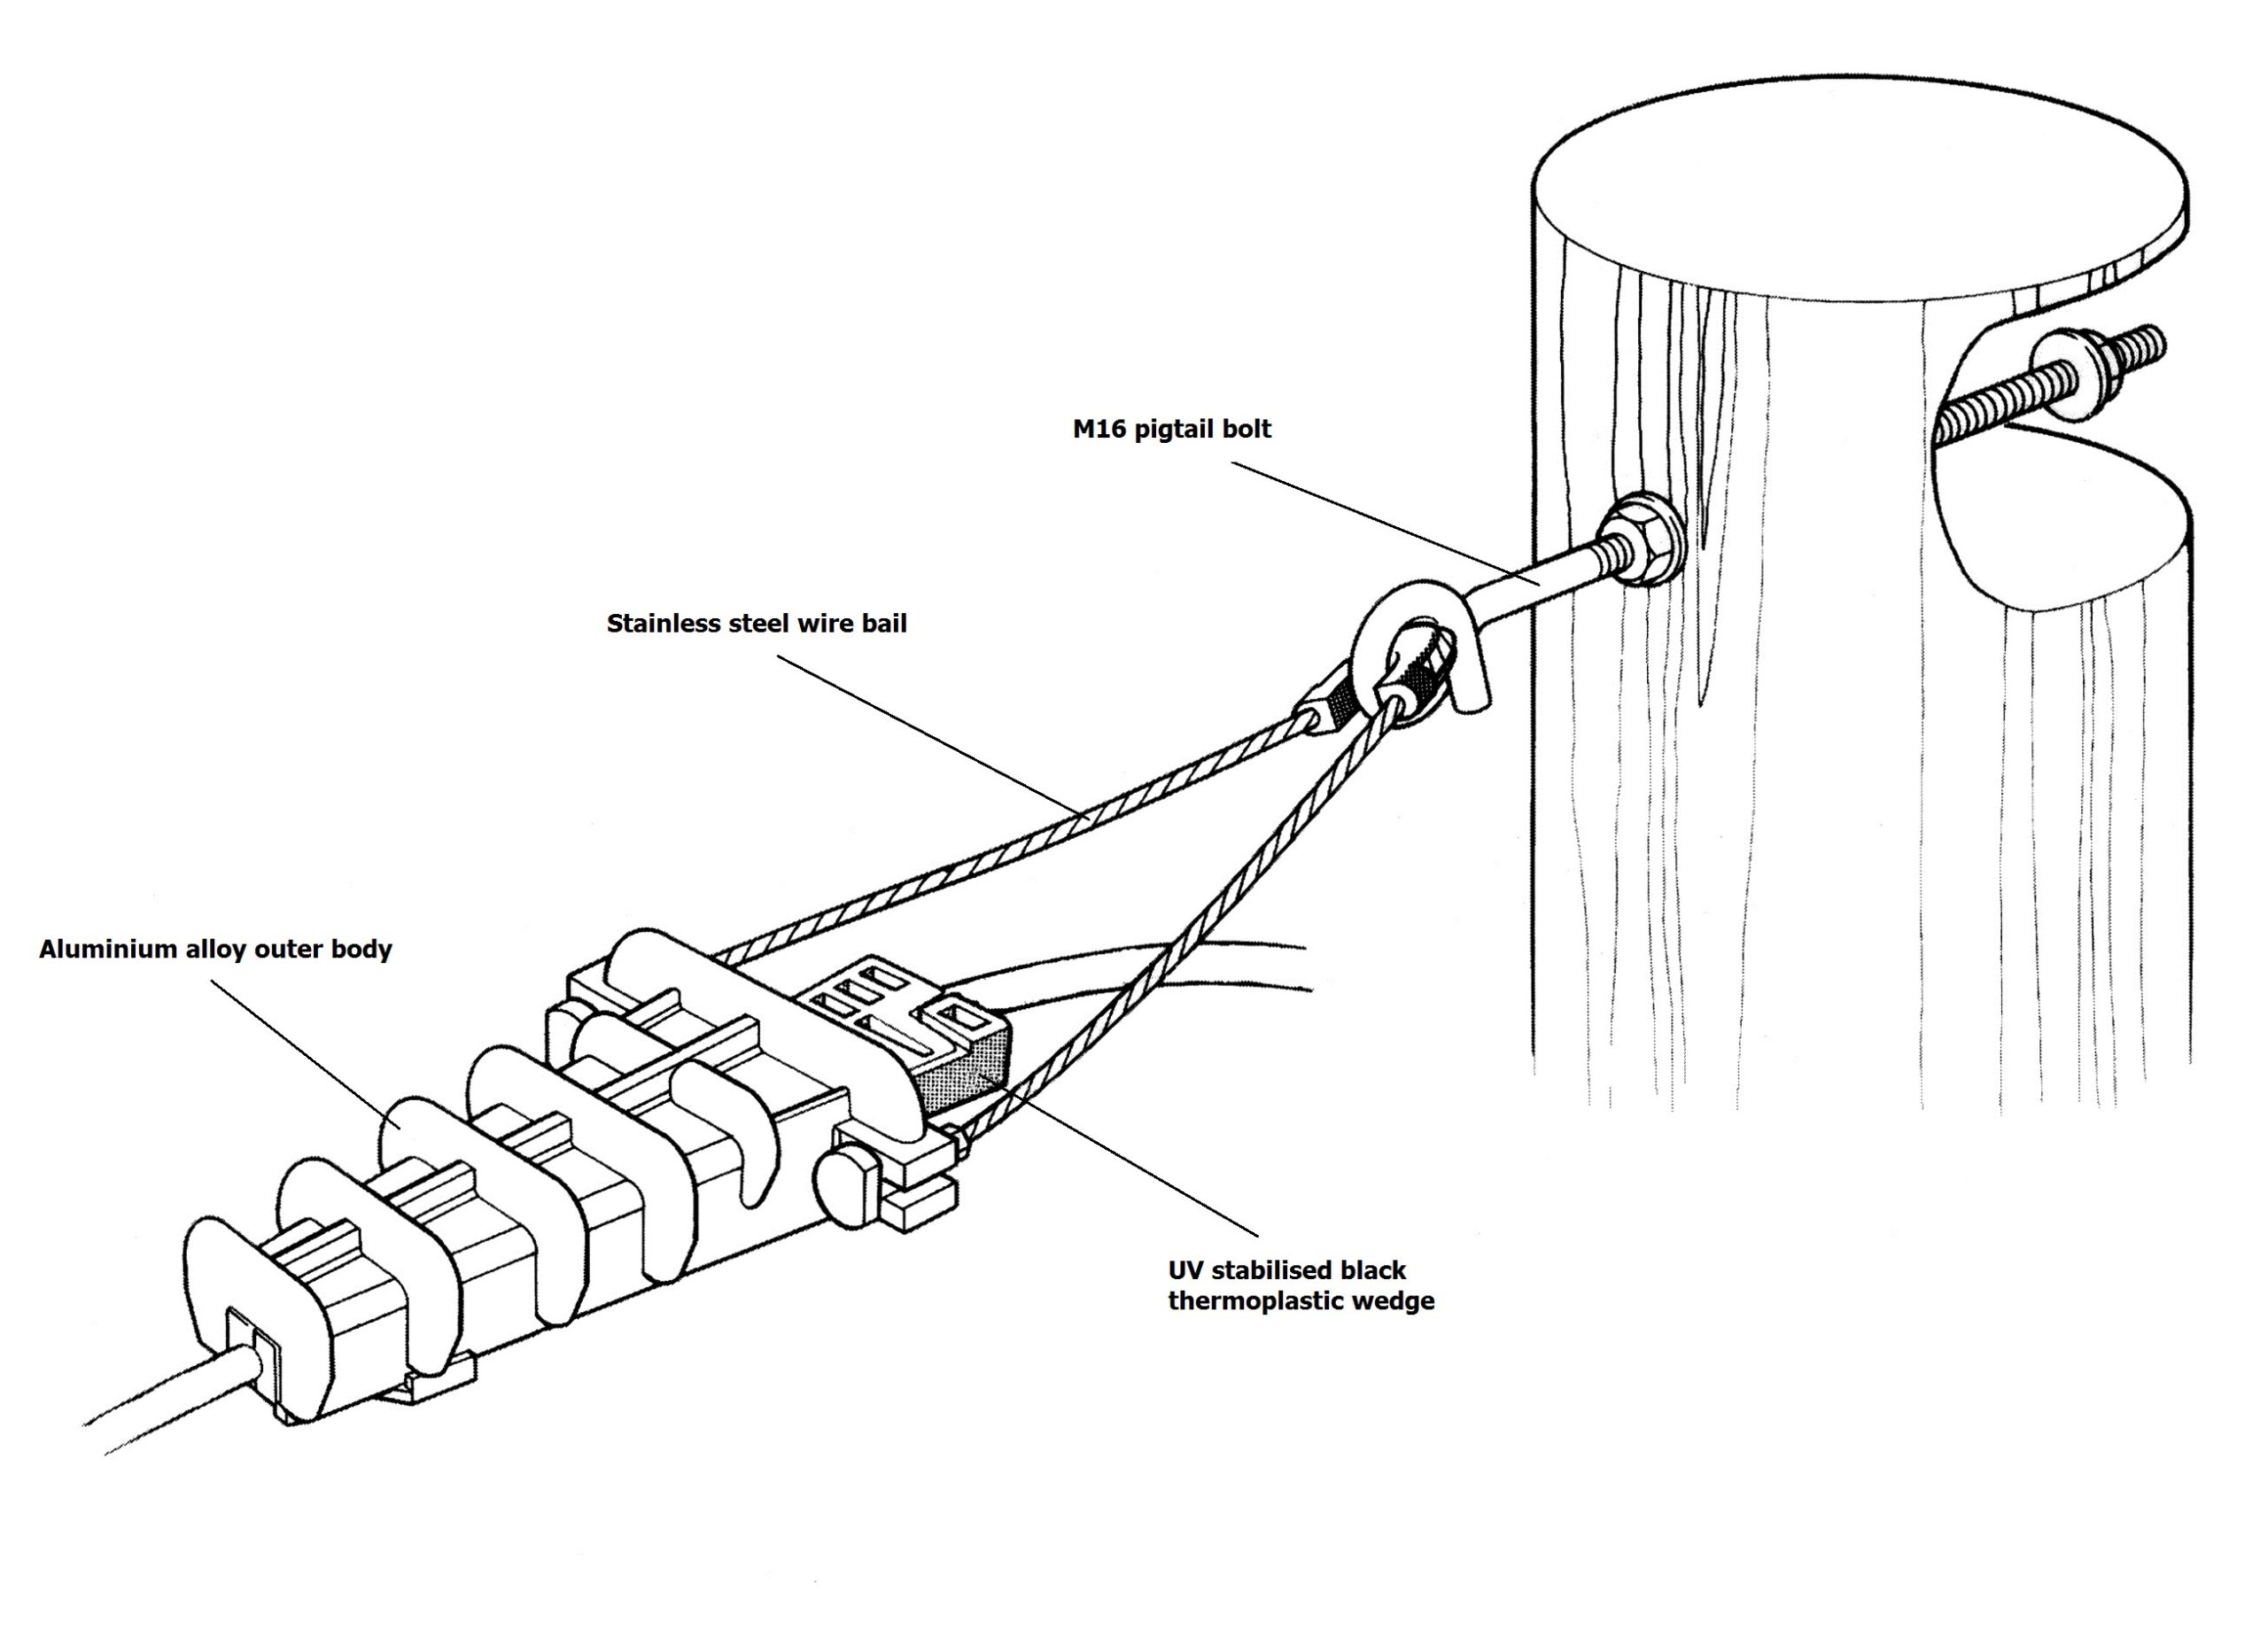 M16 pigtail bolt
Stainless steel wire bail
Aluminium alloy outer body
UV stabilised black
thermoplastic wedge